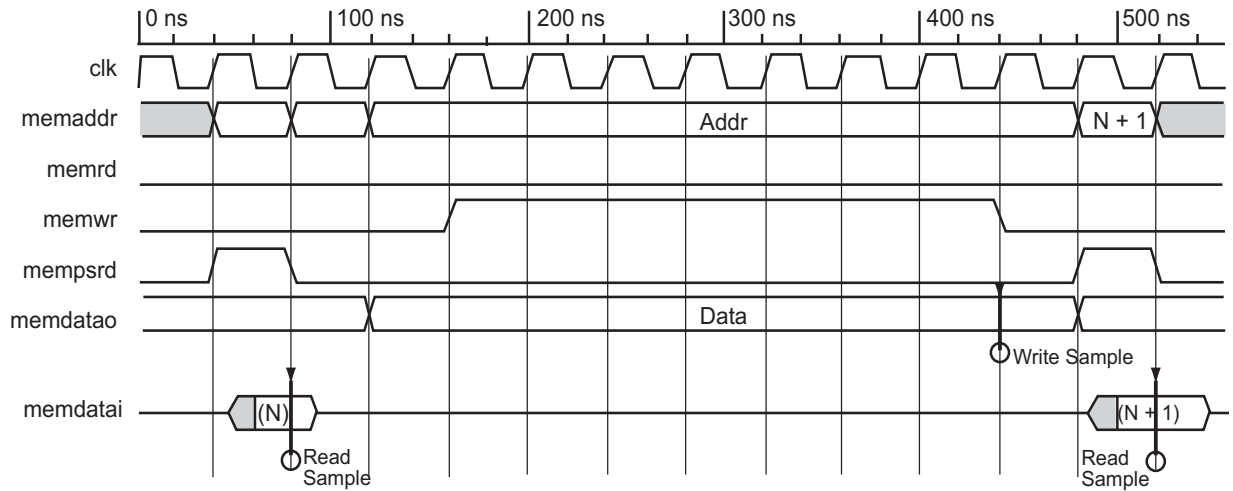 0 ns 100 ns 200 ns 300 ns 400 ns 500 ns
clk
memaddr Addr N + 1
memrd
memwr
mempsrd
memdatao Data
Write Sample
memdatai (N) (N + 1)
Read Sample
Read Sample